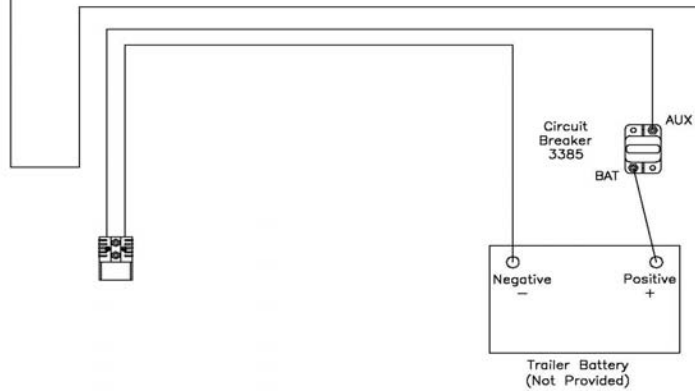 Circuit
Breaker
3385
AUX
BAT
Negative
−
Positive
+
Trailer Battery
(Not Provided)